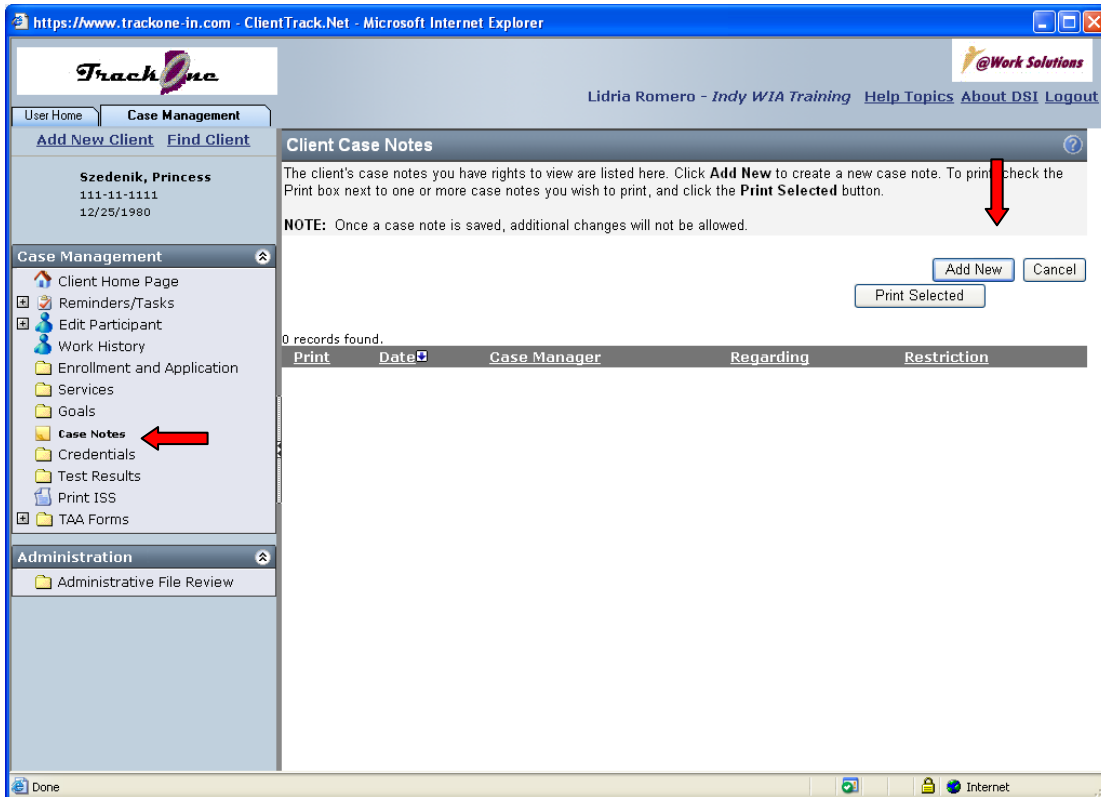 https://www.trackone-in.com - ClientTrack.Net - Microsoft Internet Explorer
TrackOne
@Work Solutions
Lidria Romero - Indy WIA Training Help Topics About DSI Logout
User Home Case Management
Add New Client Find Client
Szedenik, Princess
111-11-1111
12/25/1980
Case Management
Client Home Page
Reminders/Tasks
Edit Participant
Work History
Enrollment and Application
Services
Goals
Case Notes
Credentials
Test Results
Print ISS
TAA Forms
Administration
Administrative File Review
Client Case Notes
The client's case notes you have rights to view are listed here. Click Add New to create a new case note. To print, check the
Print box next to one or more case notes you wish to print, and click the Print Selected button.
NOTE: Once a case note is saved, additional changes will not be allowed.
Add New Cancel
Print Selected
0 records found.
Print Date Case Manager Regarding Restriction
Done Internet